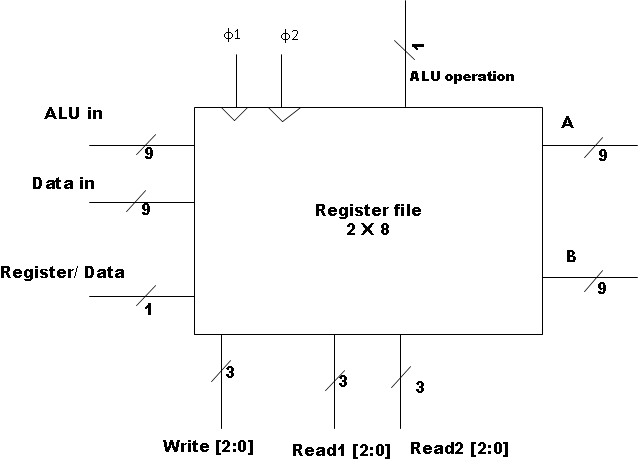 ϕ1
ϕ2
1
ALU operation
ALU in
9
A
9
Data in
9
Register file
2 X 8
B
9
Register/ Data
1
3
3
3
Write [2:0]
Read1 [2:0]
Read2 [2:0]